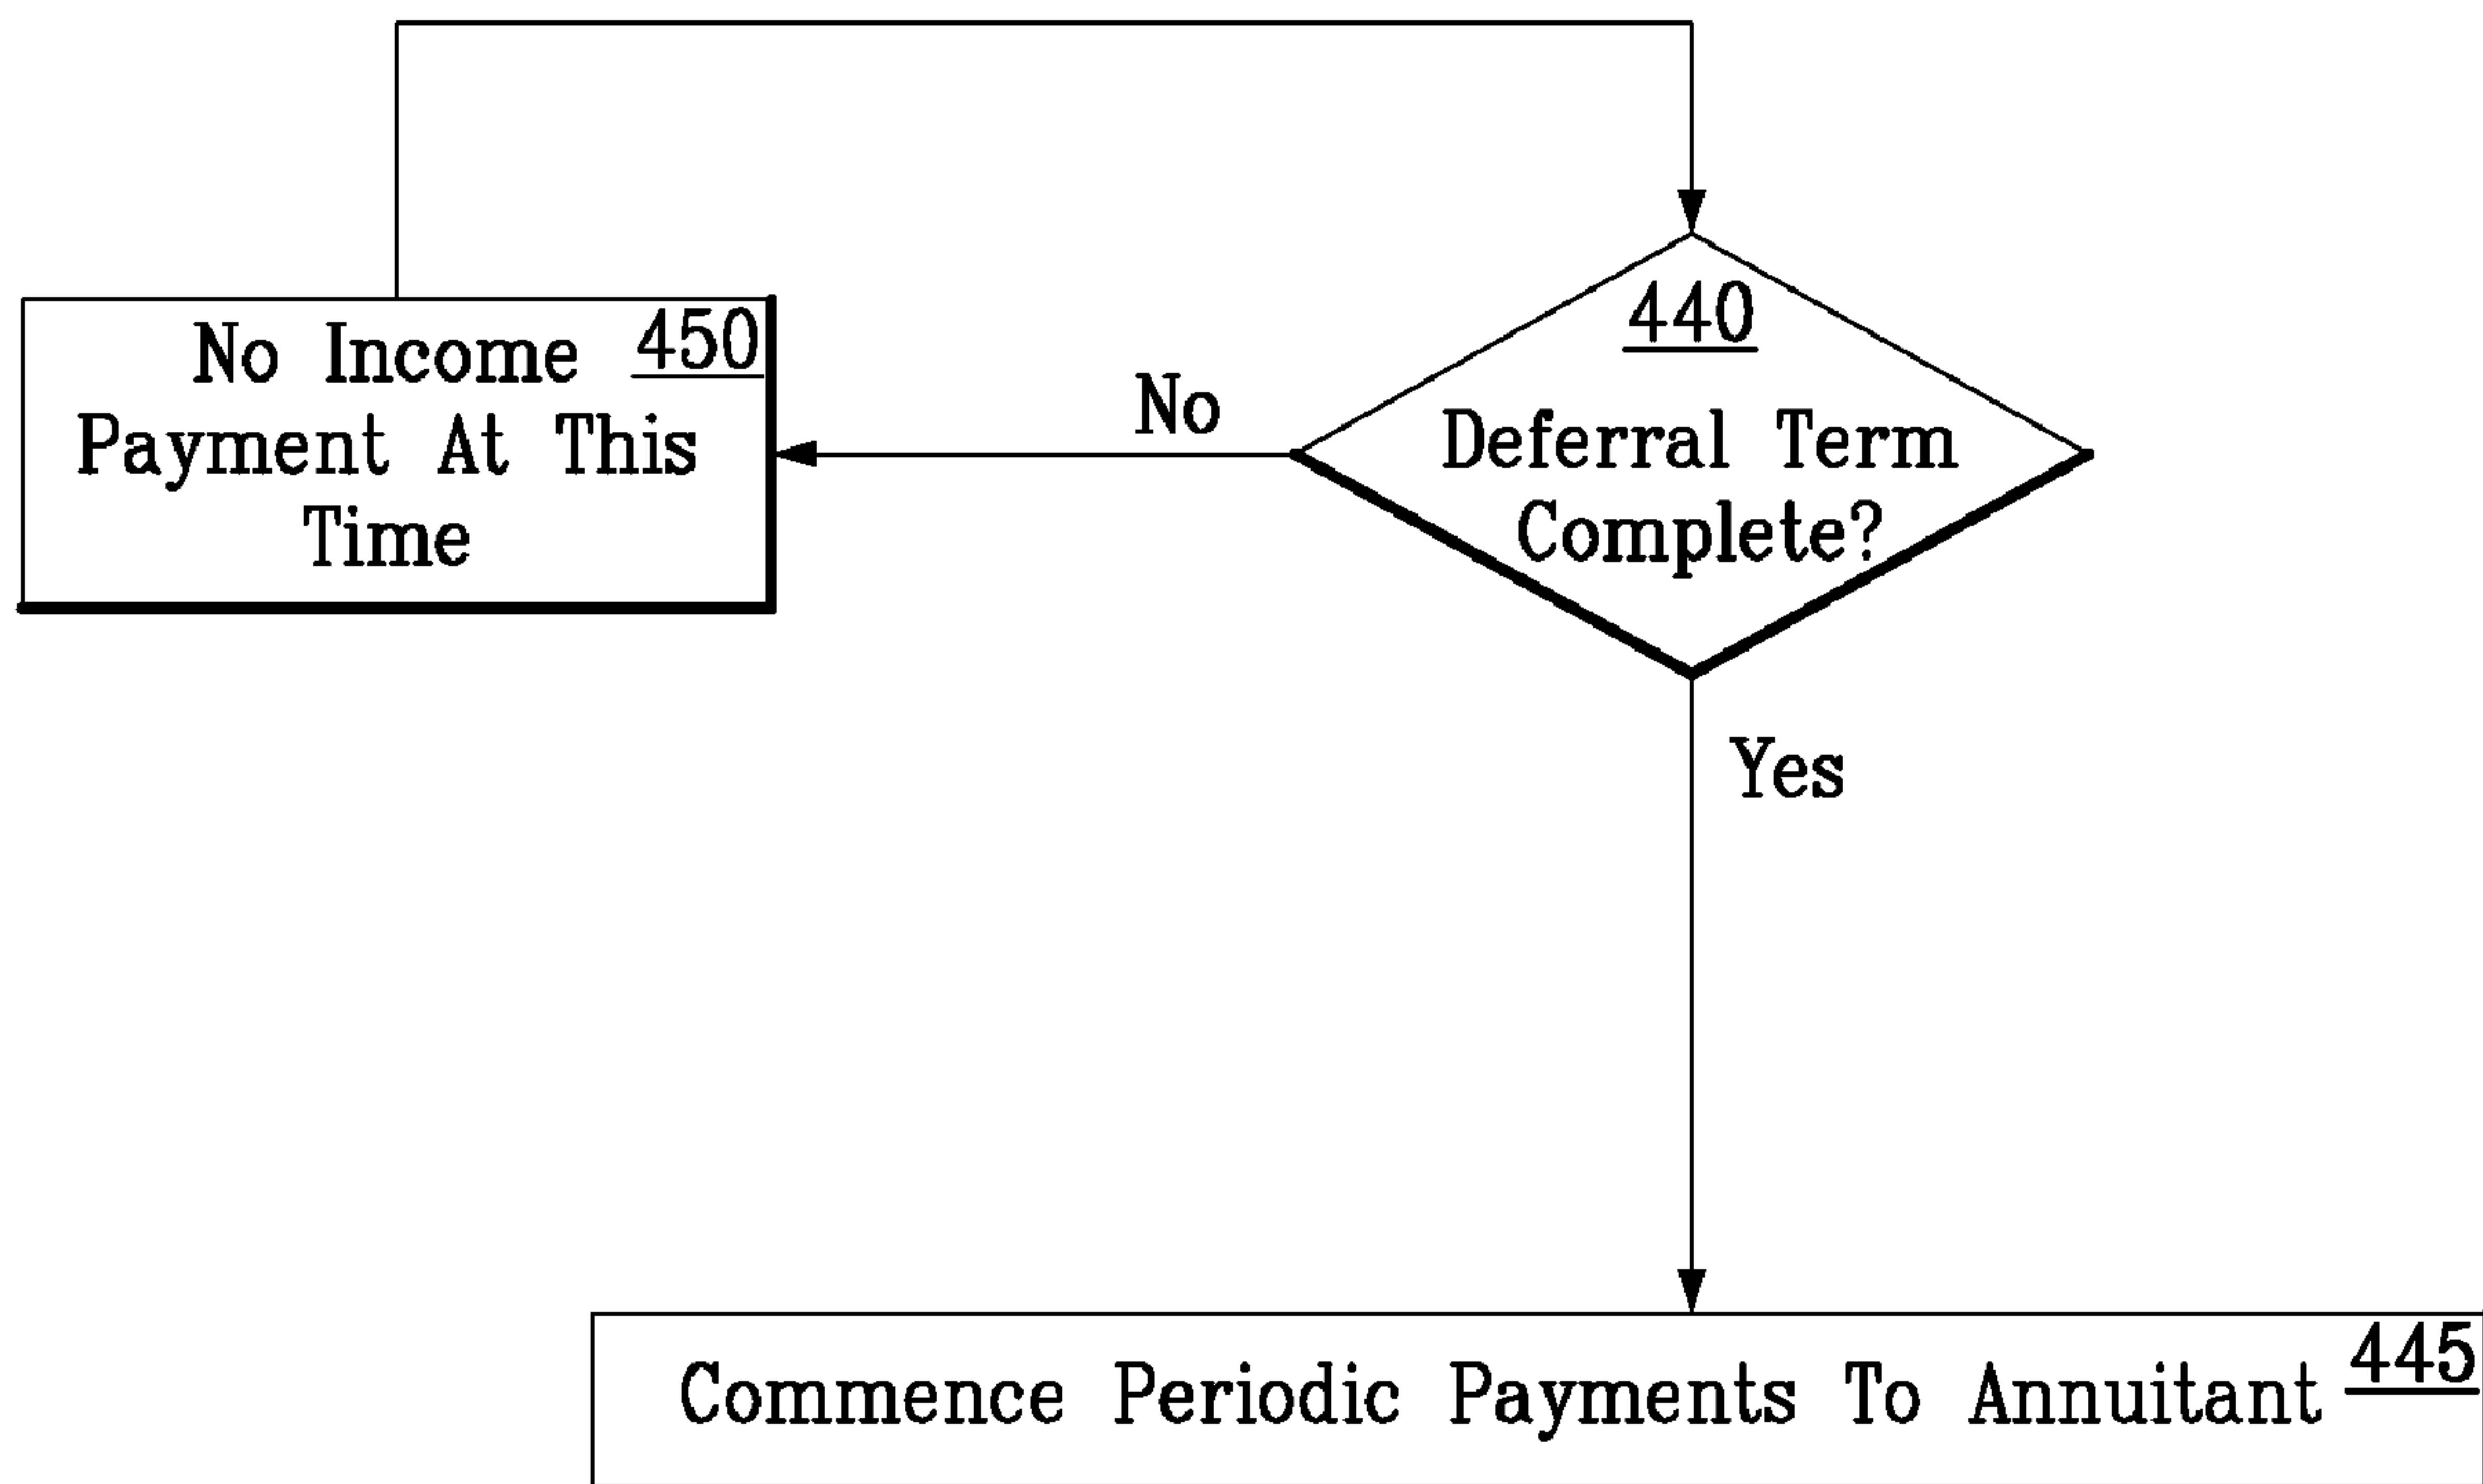 No Income 450
Payment At This
Time
No
440
Deferral Term
Complete?
Yes
Commence Periodic Payments To Annuitant 445